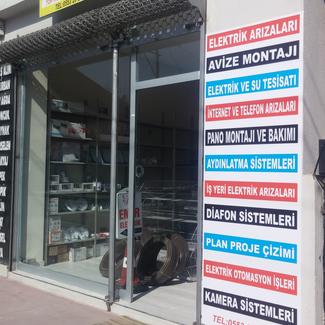 ELEKTRİK ARIZALARI
AVİZE MONTAJI
ELEKTRİK VE SU TESİSATI
İNTERNET VE TELEFON ARIZALARI
PANO MONTAJI VE BAKIMI
AYDINLATMA SİSTEMLERİ
İŞ YERİ ELEKTRİK ARIZALARI
DİAFON SİSTEMLERİ
PLAN PROJE ÇİZİMİ
ELEKTRİK OTOMASYON İŞLERİ
KAMERA SİSTEMLERİ